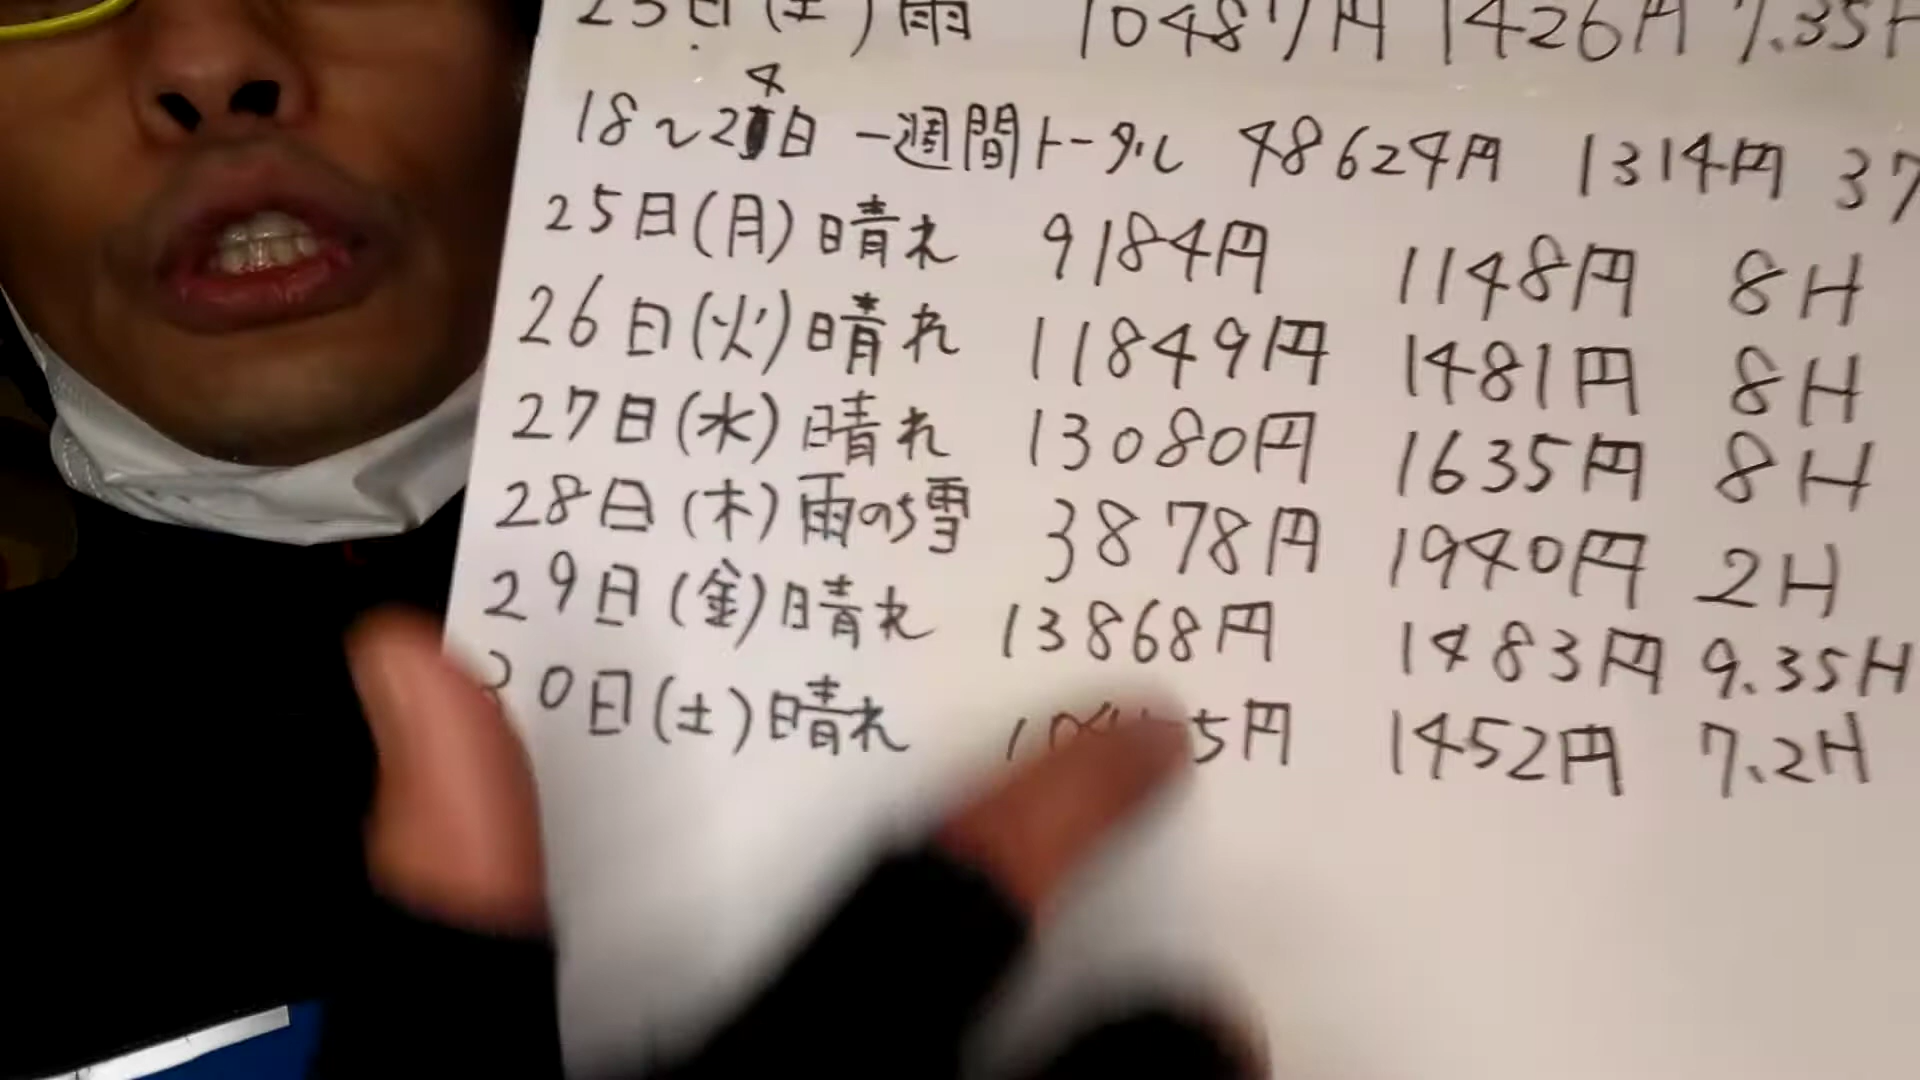 日(土)雨 10487円 1426円 7.35H
18～24日 一週間トータル 48624円 1314円 37
25日(月)晴れ 9184円 1148円 8H
26日(火)晴れ 11849円 1481円 8H
27日(水)晴れ 13080円 1635円 8H
28日(木)雨のち雪 3878円 1940円 2H
29日(金)晴れ 13868円 1483円 9.35H
30日(土)晴れ 円 1452円 7.2H